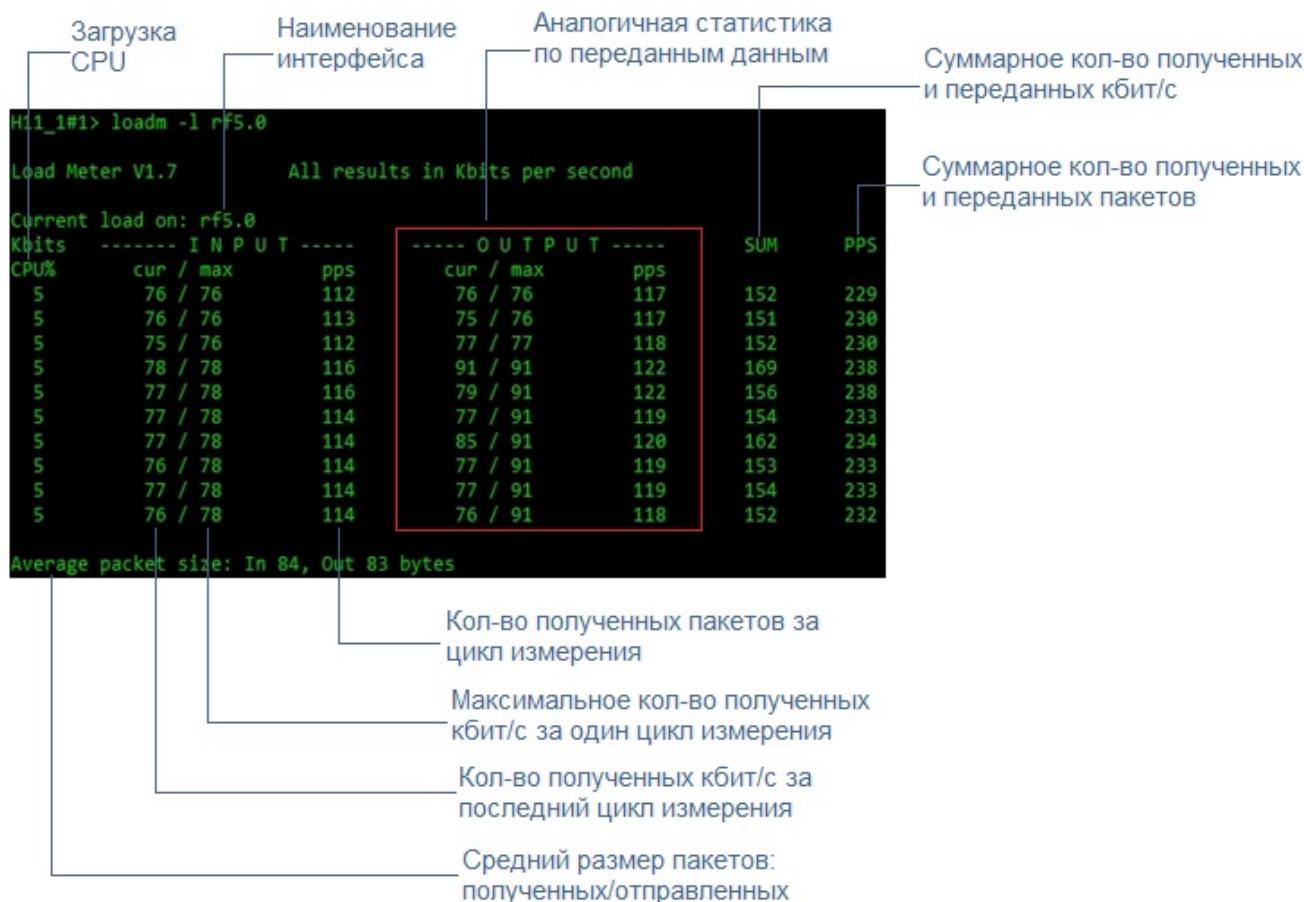 Загрузка
CPU
Наименование
интерфейса
Аналогичная статистика
по переданным данным
Суммарное кол-во полученных
и переданных кбит/с
Суммарное кол-во полученных
и переданных пакетов
H11_1#1> loadm -l rf5.0
Load Meter V1.7 All results in Kbits per second
Current load on: rf5.0
Kbits ------- I N P U T ----- ----- O U T P U T ----- SUM PPS
CPU% cur / max pps cur / max pps
5 76 / 76 112 76 / 76 117 152 229
5 76 / 76 113 75 / 76 117 151 230
5 75 / 76 112 77 / 77 118 152 230
5 78 / 78 116 91 / 91 122 169 238
5 77 / 78 116 79 / 91 122 156 238
5 77 / 78 114 77 / 91 119 154 233
5 77 / 78 114 85 / 91 120 162 234
5 76 / 78 114 77 / 91 119 153 233
5 77 / 78 114 77 / 91 119 154 233
5 76 / 78 114 76 / 91 118 152 232
Average packet size: In 84, Out 83 bytes
Кол-во полученных пакетов за
цикл измерения
Максимальное кол-во полученных
кбит/с за один цикл измерения
Кол-во полученных кбит/с за
последний цикл измерения
Средний размер пакетов:
полученных/отправленных